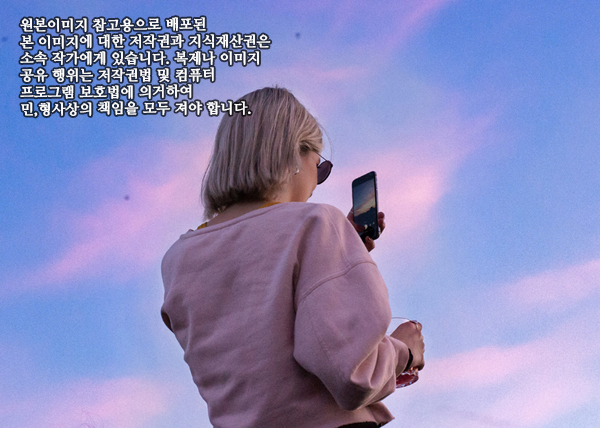 원본이미지 참고용으로 배포된
본 이미지에 대한 저작권과 지식재산권은
소속 작가에게 있습니다. 복제나 이미지
공유 행위는 저작권법 및 컴퓨터
프로그램 보호법에 의거하여
민,형사상의 책임을 모두 져야 합니다.